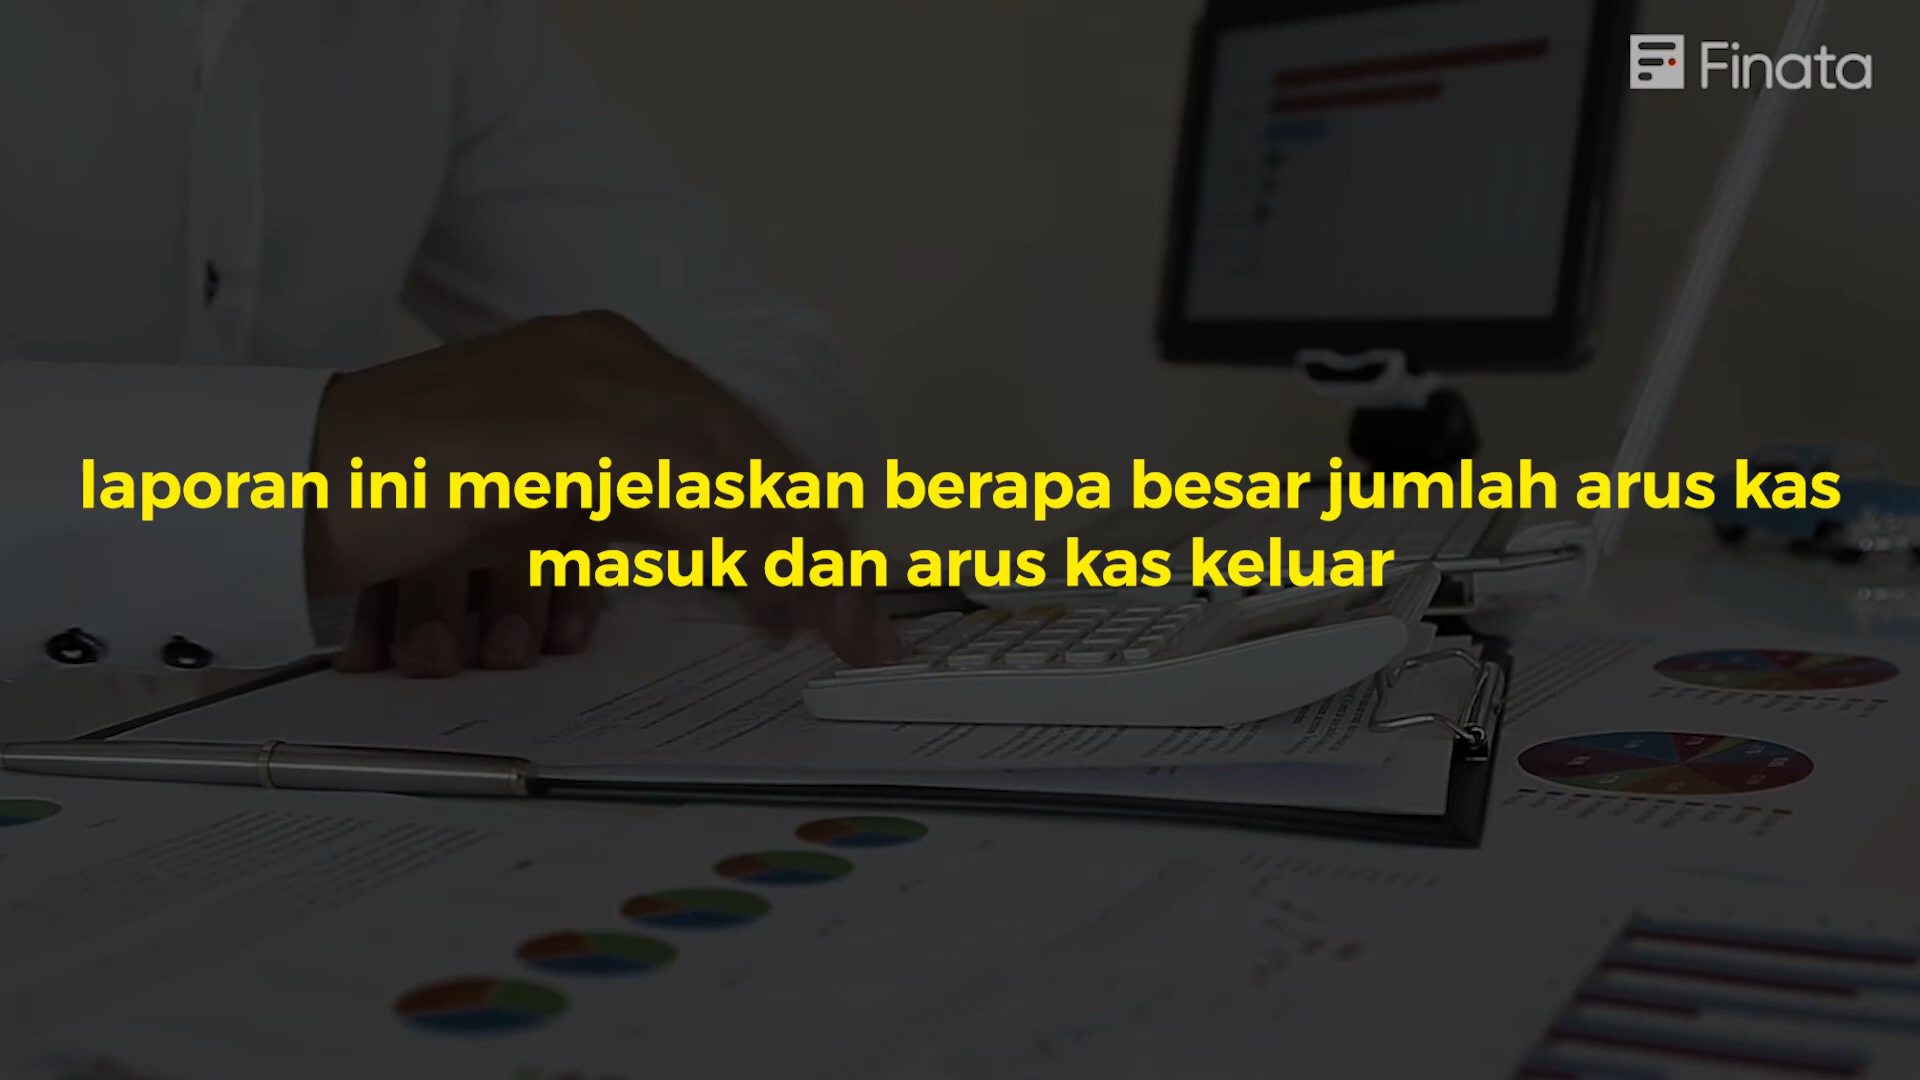 Finata
laporan ini menjelaskan berapa besar jumlah arus kas
masuk dan arus kas keluar